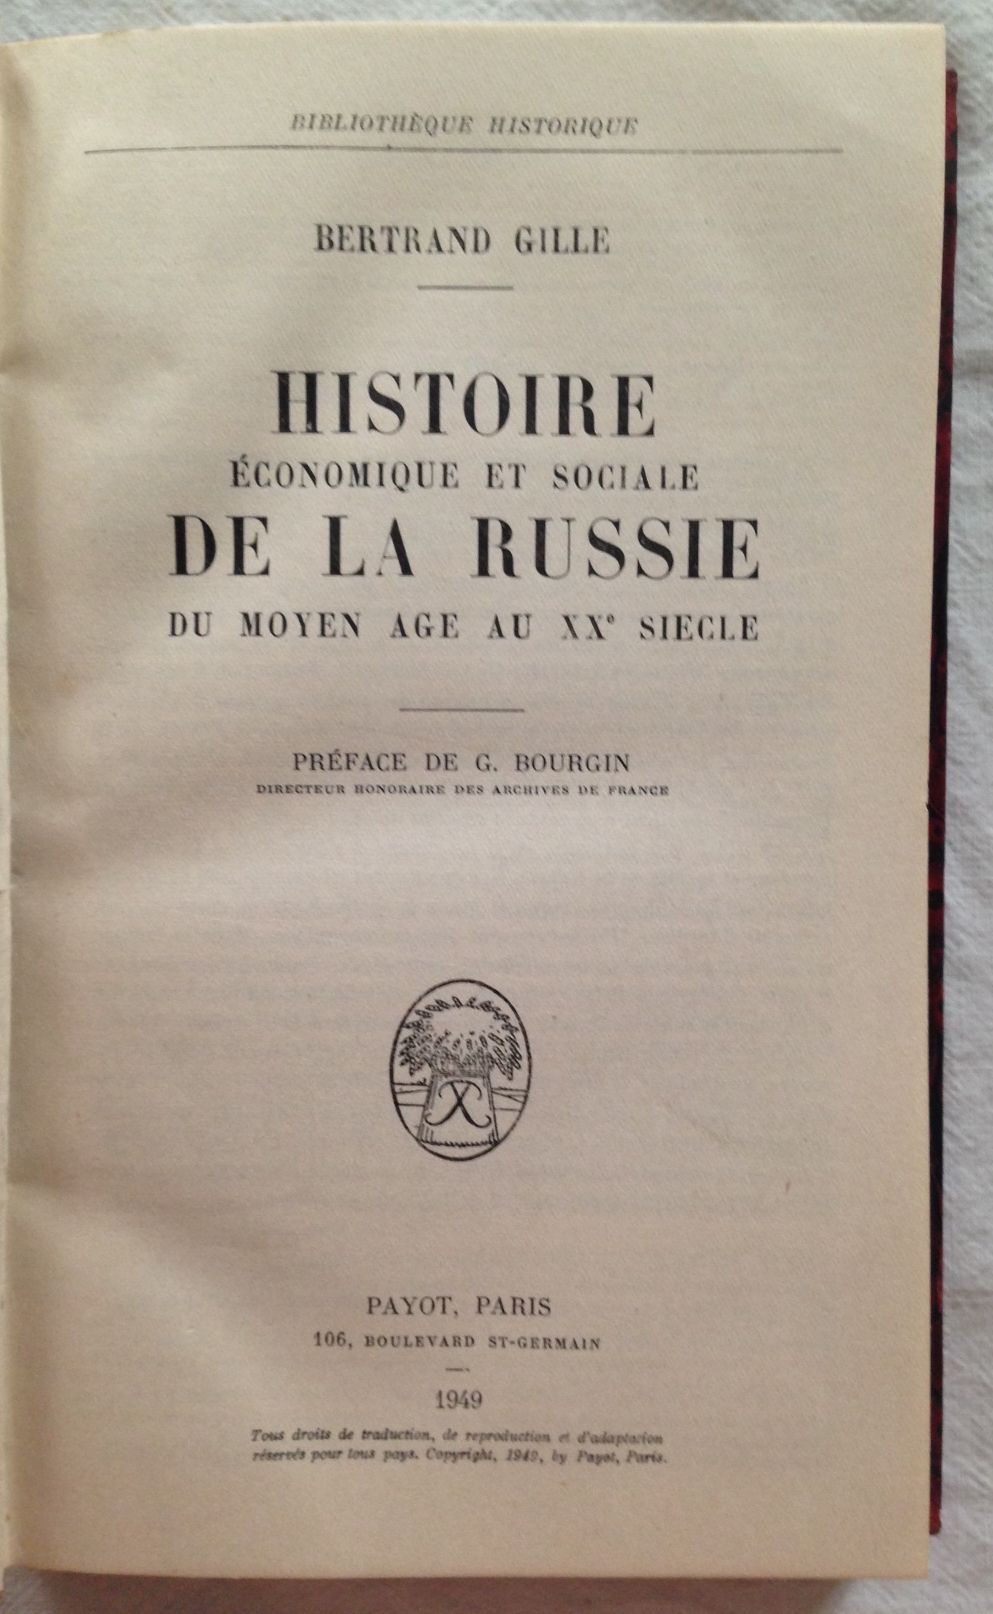 BIBLIOTHÈQUE HISTORIQUE
BERTRAND GILLE
HISTOIRE
ÉCONOMIQUE ET SOCIALE
DE LA RUSSIE
DU MOYEN AGE AU XXe SIECLE
PRÉFACE DE G. BOURGIN
DIRECTEUR HONORAIRE DES ARCHIVES DE FRANCE
X
PAYOT, PARIS
106, BOULEVARD ST-GERMAIN
1949
Tous droits de traduction, de reproduction et d'adaptation
réservés pour tous pays. Copyright, 1949, by Payot, Paris.